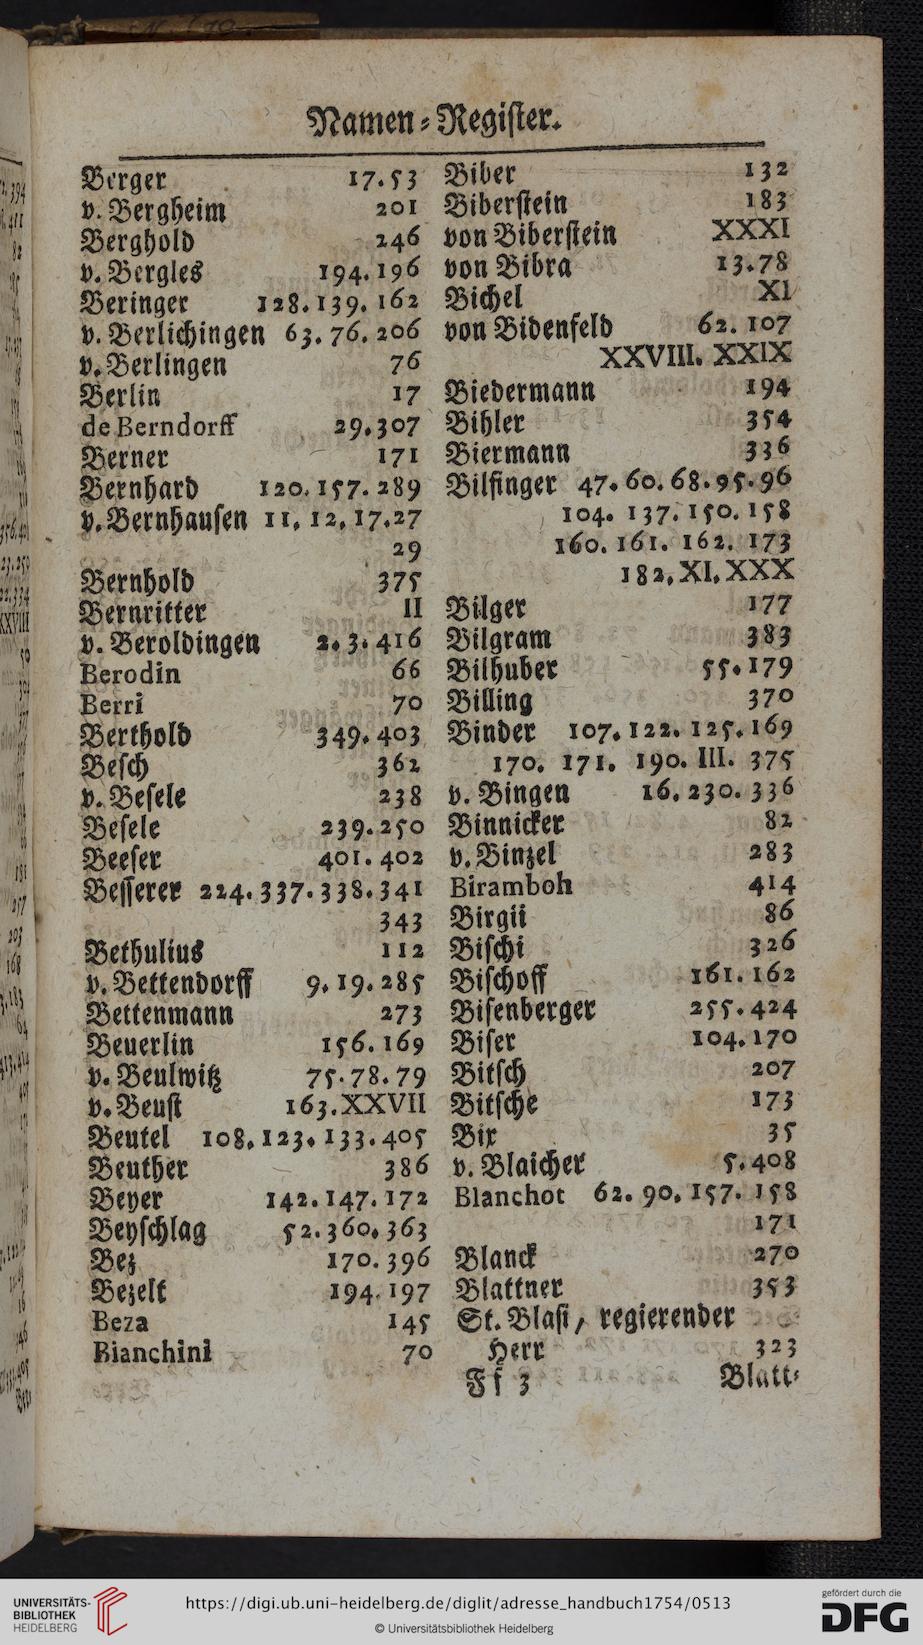 Namen-Register.
Berger 17.53
v. Bergheim 201
Berghold 246
v. Bergles 194.196
Beringer 128.139.162
v. Berlichingen 63.76.206
v. Berlingen 76
Berlin 17
de Berndorff 29.307
Berner 171
Bernhard 120.157.289
v. Bernhausen 11,12,17.27
29
Bernhold 375
Bernritter II
v. Beroldingen 2.3.416
Berodin 66
Berri 70
Berthold 349.403
Besch 362
v. Besele 238
Besele 239.250
Beeser 401.402
Besserer 224.337.338.341
343
Bethulius 112
v. Bettendorff 9.19.285
Bettenmann 273
Beuerlin 156.169
v. Beulwitz 75.78.79
v. Beust 163.XXVII
Beutel 108.123.133.405
Beuther 386
Beyer 142.147.172
Beyschlag 52.360.363
Bez 170.396
Bezelt 194.197
Beza 145
Bianchini 70
Biber 132
Biberstein 183
von Biberstein XXXI
von Bibra 13.78
Bichel XI
von Bidenfeld 62.107
XXVIII. XXIX
Biedermann 194
Bihler 354
Biermann 336
Bilfinger 47.60.68.95.96
104. 137.150.158
160.161.162.173
182,XI,XXX
Bilger 177
Bilgram 383
Bilhuber 55.179
Billing 370
Binder 107.122.125.169
170. 171. 190. III. 375
v. Bingen 16.230.336
Binnicker 82
v. Binzel 283
Biramboh 414
Birgii 86
Bischi 326
Bischoff 161.162
Bisenberger 255.424
Biser 104.170
Bitsch 207
Bitsche 173
Bix 35
v. Blaicher 5.408
Blanchot 62.90.157.158
171
Blanck 270
Blattner 353
St. Blasi, regierender
Herr 323
Ff 3 Blatt-
UNIVERSITÄTS-
BIBLIOTHEK
HEIDELBERG
https://digi.ub.uni-heidelberg.de/diglit/adresse_handbuch1754/0513
© Universitätsbibliothek Heidelberg
gefördert durch die
DFG